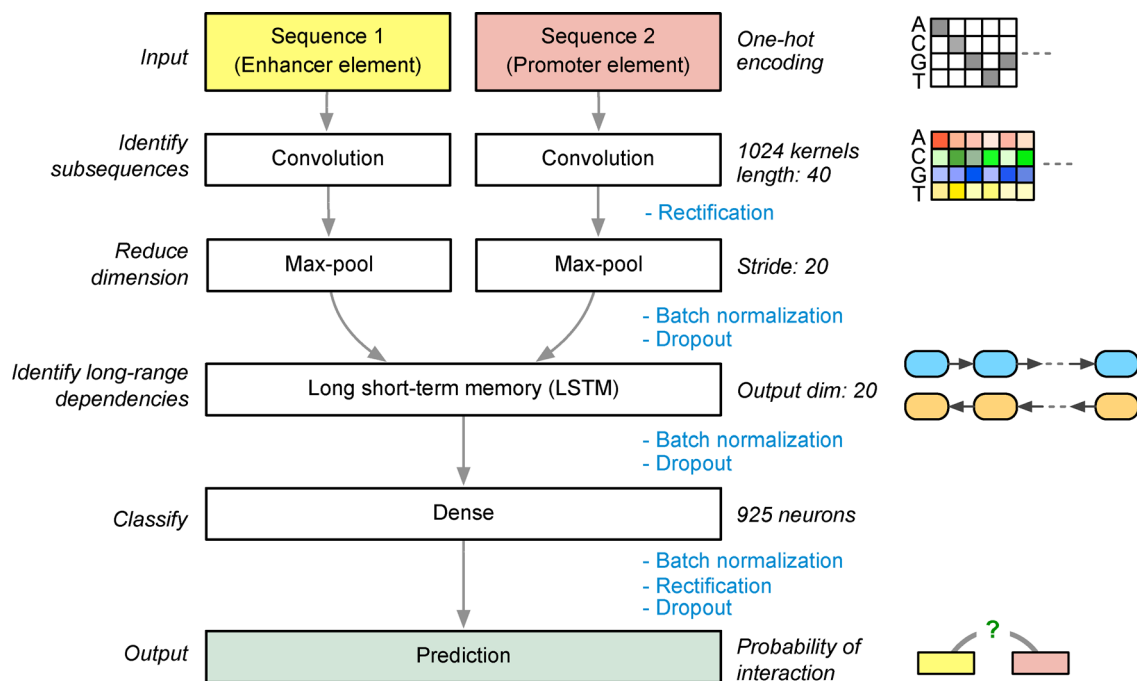 Input
Sequence 1
(Enhancer element)
Sequence 2
(Promoter element)
One-hot
encoding
A
C
G
T
Identify
subsequences
Convolution
Convolution
1024 kernels
length: 40
A
C
G
T
- Rectification
Reduce
dimension
Max-pool
Max-pool
Stride: 20
- Batch normalization
- Dropout
Identify long-range
dependencies
Long short-term memory (LSTM)
Output dim: 20
- Batch normalization
- Dropout
Classify
Dense
925 neurons
- Batch normalization
- Rectification
- Dropout
Output
Prediction
Probability of
interaction
?